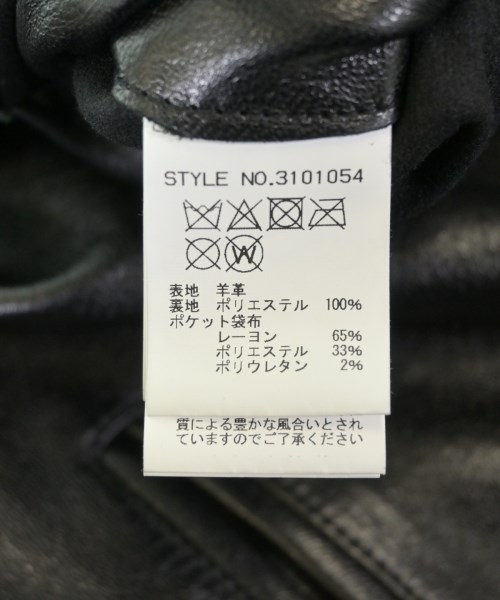 STYLE NO.3101054
W
表地 羊革
裏地 ポリエステル 100%
ポケット袋布
レーヨン 65%
ポリエステル 33%
ポリウレタン 2%
質による豊かな風合いとされ
ていますのでご了承ください